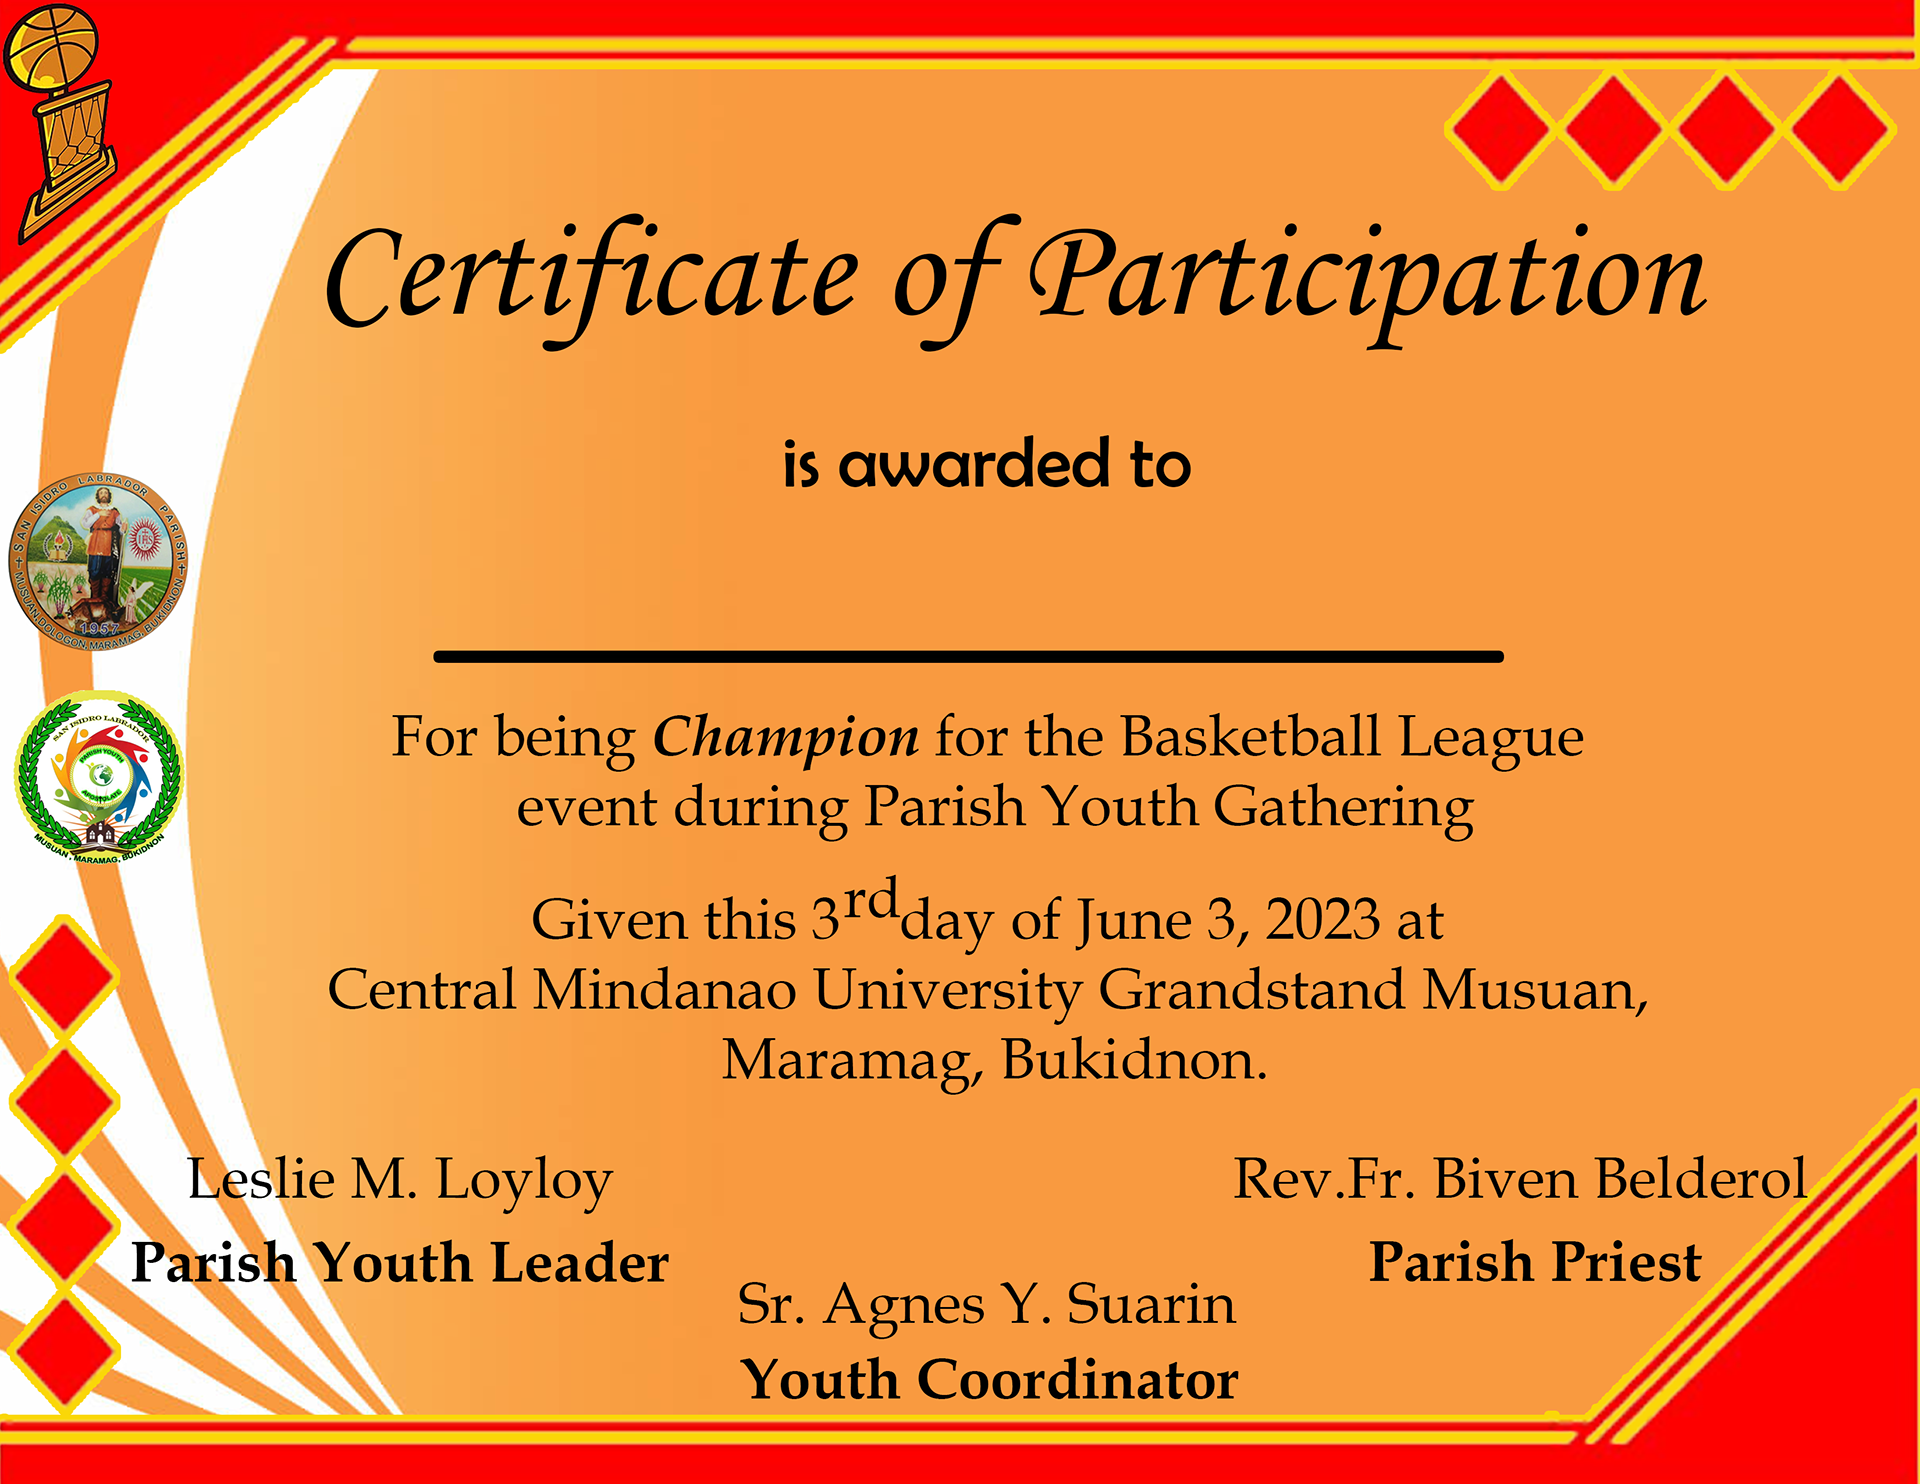 Certificate of Participation
is awarded to
SAN ISIDRO LABRADOR PARISH
MUSUAN, DOLOGON, MARAMAG, BUKIDNON
IHS
1957
SAN ISIDRO LABRADOR
PARISH YOUTH
APOSTOLATE
MUSUAN, MARAMAG, BUKIDNON
For being Champion for the Basketball League
event during Parish Youth Gathering
Given this 3rd day of June 3, 2023 at
Central Mindanao University Grandstand Musuan,
Maramag, Bukidnon.
Leslie M. Loyloy
Parish Youth Leader
Rev.Fr. Biven Belderol
Parish Priest
Sr. Agnes Y. Suarin
Youth Coordinator